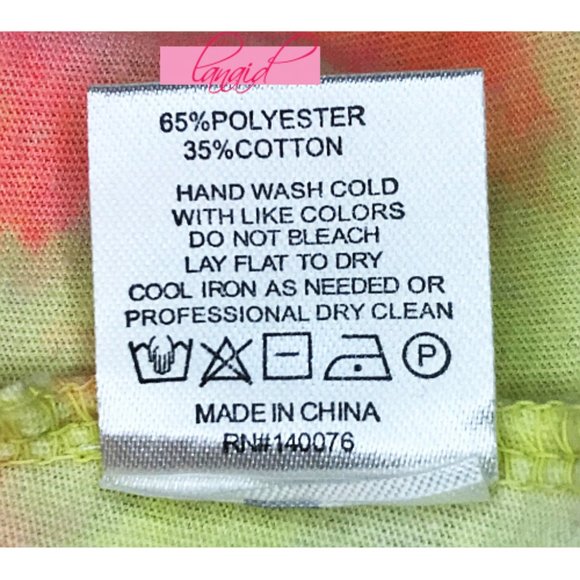 lanaid
65%POLYESTER
35%COTTON
HAND WASH COLD
WITH LIKE COLORS
DO NOT BLEACH
LAY FLAT TO DRY
COOL IRON AS NEEDED OR
PROFESSIONAL DRY CLEAN
P
MADE IN CHINA
RN#140076